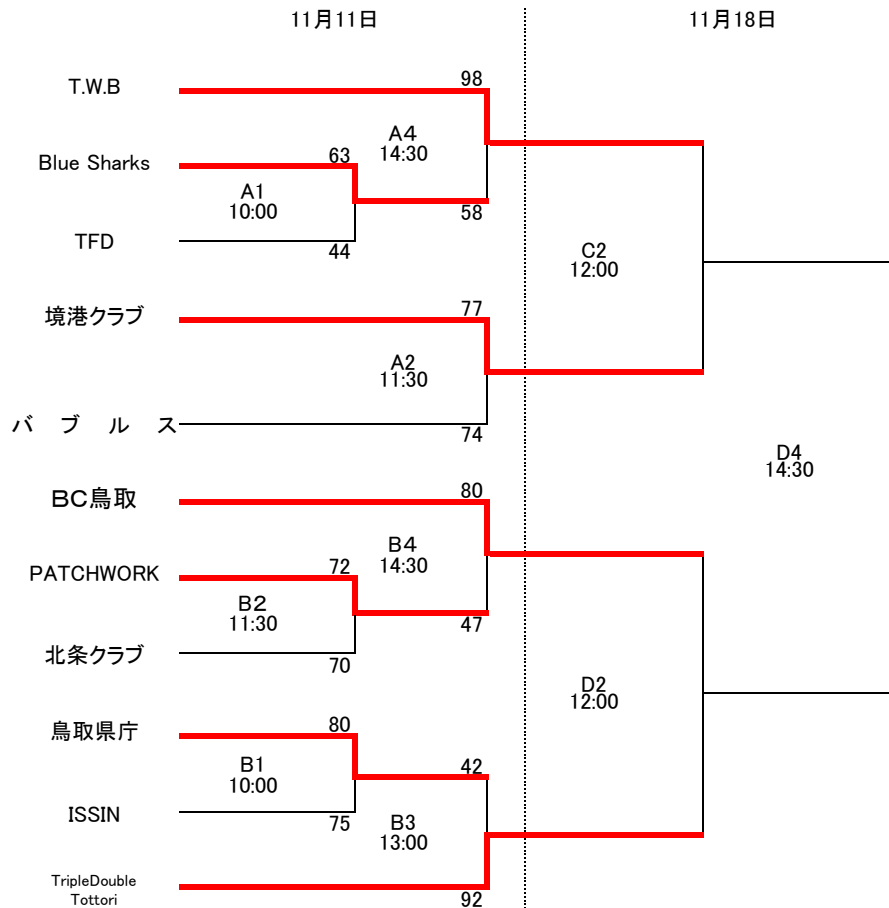 11月11日
11月18日
98
T.W.B
A4
14:30
63
Blue Sharks
A1
10:00
58
TFD
44
C2
12:00
77
境港クラブ
A2
11:30
バブルス
74
D4
14:30
80
BC鳥取
B4
14:30
72
PATCHWORK
B2
11:30
47
北条クラブ
70
D2
12:00
80
鳥取県庁
42
B1
10:00
ISSIN
75
B3
13:00
TripleDouble
Tottori
92